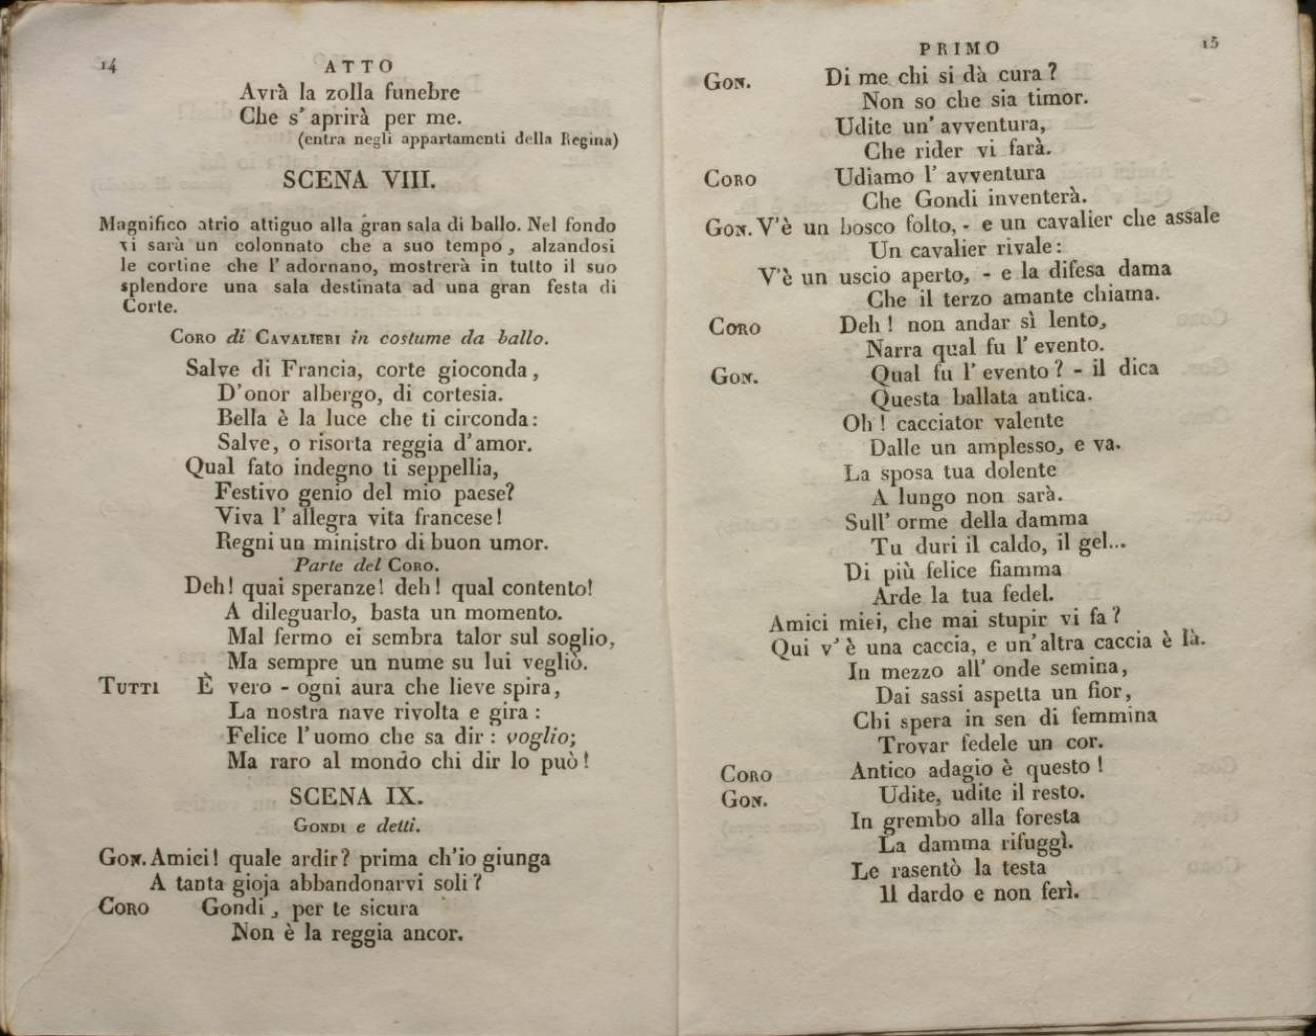 14
ATTO
Avrà la zolla funebre
Che s' aprirà per me.
(entra negli appartamenti della Regina)
SCENA VIII.
Magnifico atrio attiguo alla gran sala di ballo. Nel fondo
vi sarà un colonnato che a suo tempo, alzandosi
le cortine che l' adornano, mostrerà in tutto il suo
splendore una sala destinata ad una gran festa di
Corte.
CORO di CAVALIERI in costume da ballo.
Salve di Francia, corte gioconda,
D'onor albergo, di cortesia.
Bella è la luce che ti circonda:
Salve, o risorta reggia d'amor.
Qual fato indegno ti seppellia,
Festivo genio del mio paese?
Viva l' allegra vita francese!
Regni un ministro di buon umor.
Parte del CORO.
Deh! quai speranze! deh! qual contento!
A dileguarlo, basta un momento.
Mal fermo ei sembra talor sul soglio,
Ma sempre un nume su lui vegliò.
TUTTI È vero - ogni aura che lieve spira,
La nostra nave rivolta e gira:
Felice l'uomo che sa dir: voglio;
Ma raro al mondo chi dir lo può!
SCENA IX.
GONDI e detti.
GON. Amici! quale ardir? prima ch'io giunga
A tanta gioja abbandonarvi soli?
CORO Gondi, per te sicura
Non è la reggia ancor.
PRIMO
15
GON. Di me chi si dà cura?
Non so che sia timor.
Udite un' avventura,
Che rider vi farà.
CORO Udiamo l' avventura
Che Gondi inventerà.
GON. V'è un bosco folto, - e un cavalier che assale
Un cavalier rivale:
V'è un uscio aperto, - e la difesa dama
Che il terzo amante chiama.
CORO Deh! non andar sì lento,
Narra qual fu l' evento.
GON. Qual fu l' evento? - il dica
Questa ballata antica.
Oh! cacciator valente
Dalle un amplesso, e va.
La sposa tua dolente
A lungo non sarà.
Sull' orme della damma
Tu duri il caldo, il gel...
Di più felice fiamma
Arde la tua fedel.
Amici miei, che mai stupir vi fa?
Qui v' è una caccia, e un' altra caccia è là.
In mezzo all' onde semina,
Dai sassi aspetta un fior,
Chi spera in sen di femmina
Trovar fedele un cor.
CORO Antico adagio è questo!
GON. Udite, udite il resto.
In grembo alla foresta
La damma rifuggì.
Le rasentò la testa
Il dardo e non ferì.